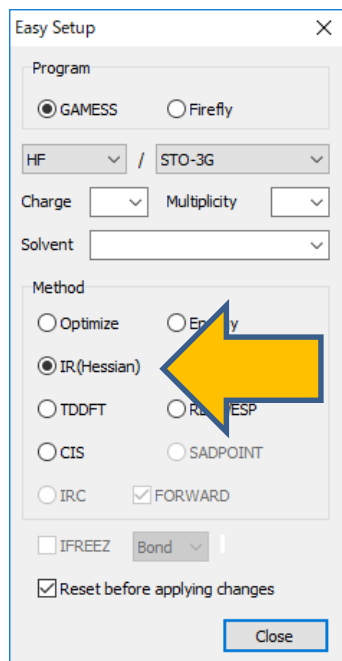 Easy Setup
Program
GAMESS Firefly
HF / STO-3G
Charge Multiplicity
Solvent
Method
Optimize
IR(Hessian)
TDDFT
CIS SADPOINT
IRC FORWARD
IFREEZ Bond
Reset before applying changes
Close